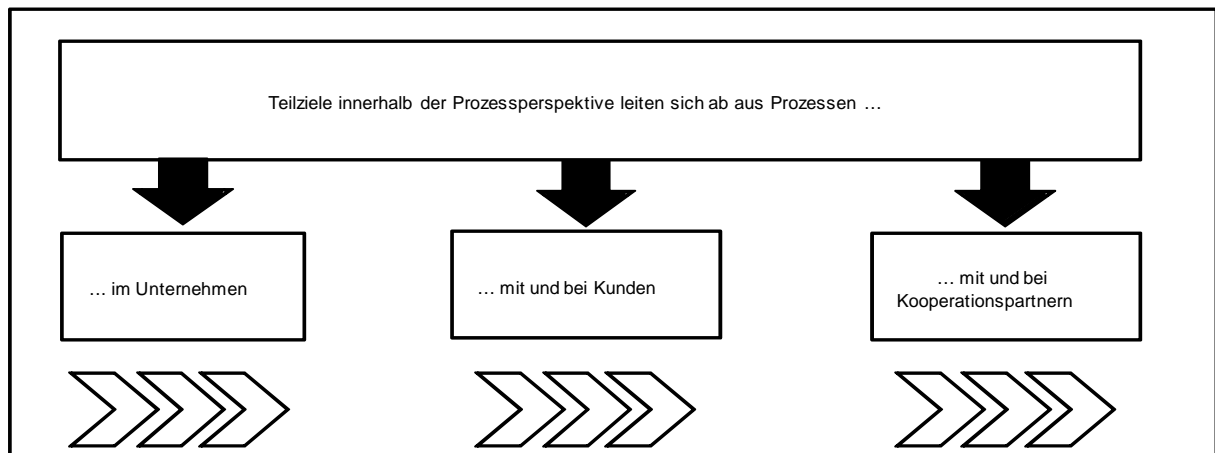 Teilziele innerhalb der Prozessperspektive leiten sich ab aus Prozessen …
… im Unternehmen
… mit und bei Kunden
… mit und bei
Kooperationspartnern